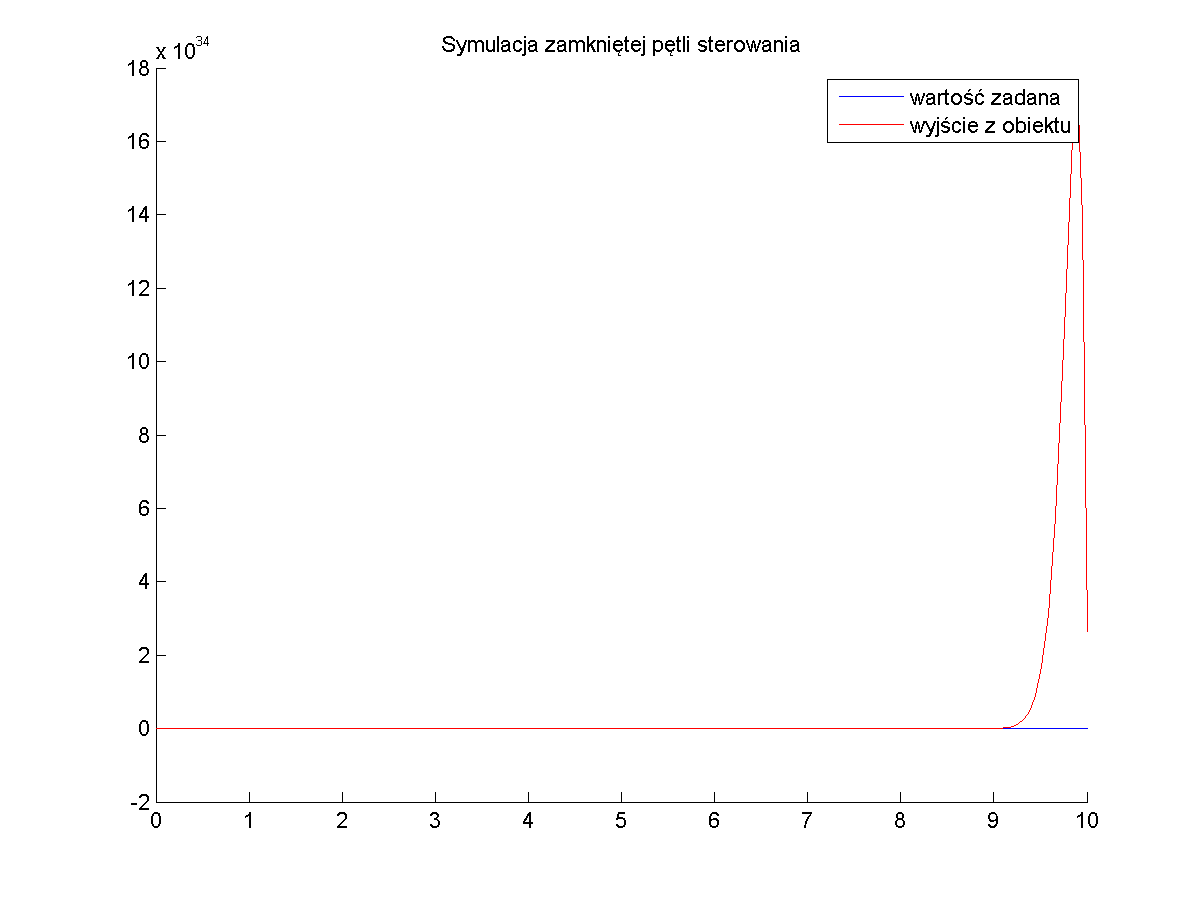 Symulacja zamkniętej pętli sterowania
x 10^34
18
16
14
12
10
8
6
4
2
0
-2
0 1 2 3 4 5 6 7 8 9 10
wartość zadana
wyjście z obiektu